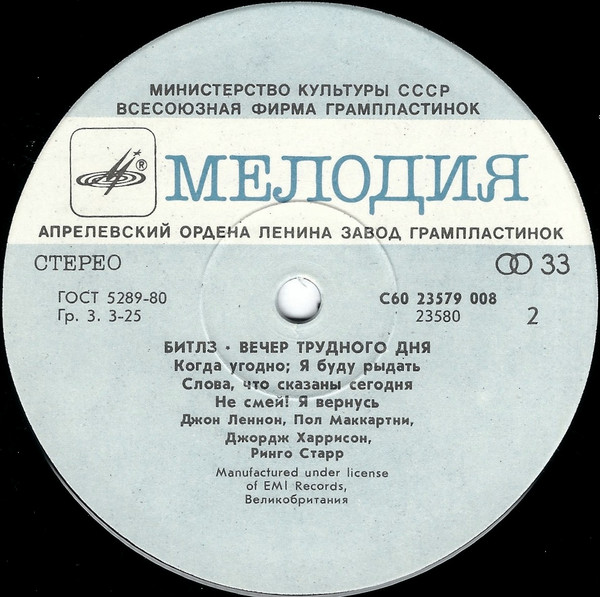 МИНИСТЕРСТВО КУЛЬТУРЫ СССР
ВСЕСОЮЗНАЯ ФИРМА ГРАМПЛАСТИНОК
® МЕЛОДИЯ
АПРЕЛЕВСКИЙ ОРДЕНА ЛЕНИНА ЗАВОД ГРАМПЛАСТИНОК
СТЕРЕО 33
ГОСТ 5289-80 С60 23579 008
Гр. 3. 3-25 23580 2
БИТЛЗ · ВЕЧЕР ТРУДНОГО ДНЯ
Когда угодно; Я буду рыдать
Слова, что сказаны сегодня
Не смей! Я вернусь
Джон Леннон, Пол Маккартни,
Джордж Харрисон,
Ринго Старр
Manufactured under license
of EMI Records,
Великобритания